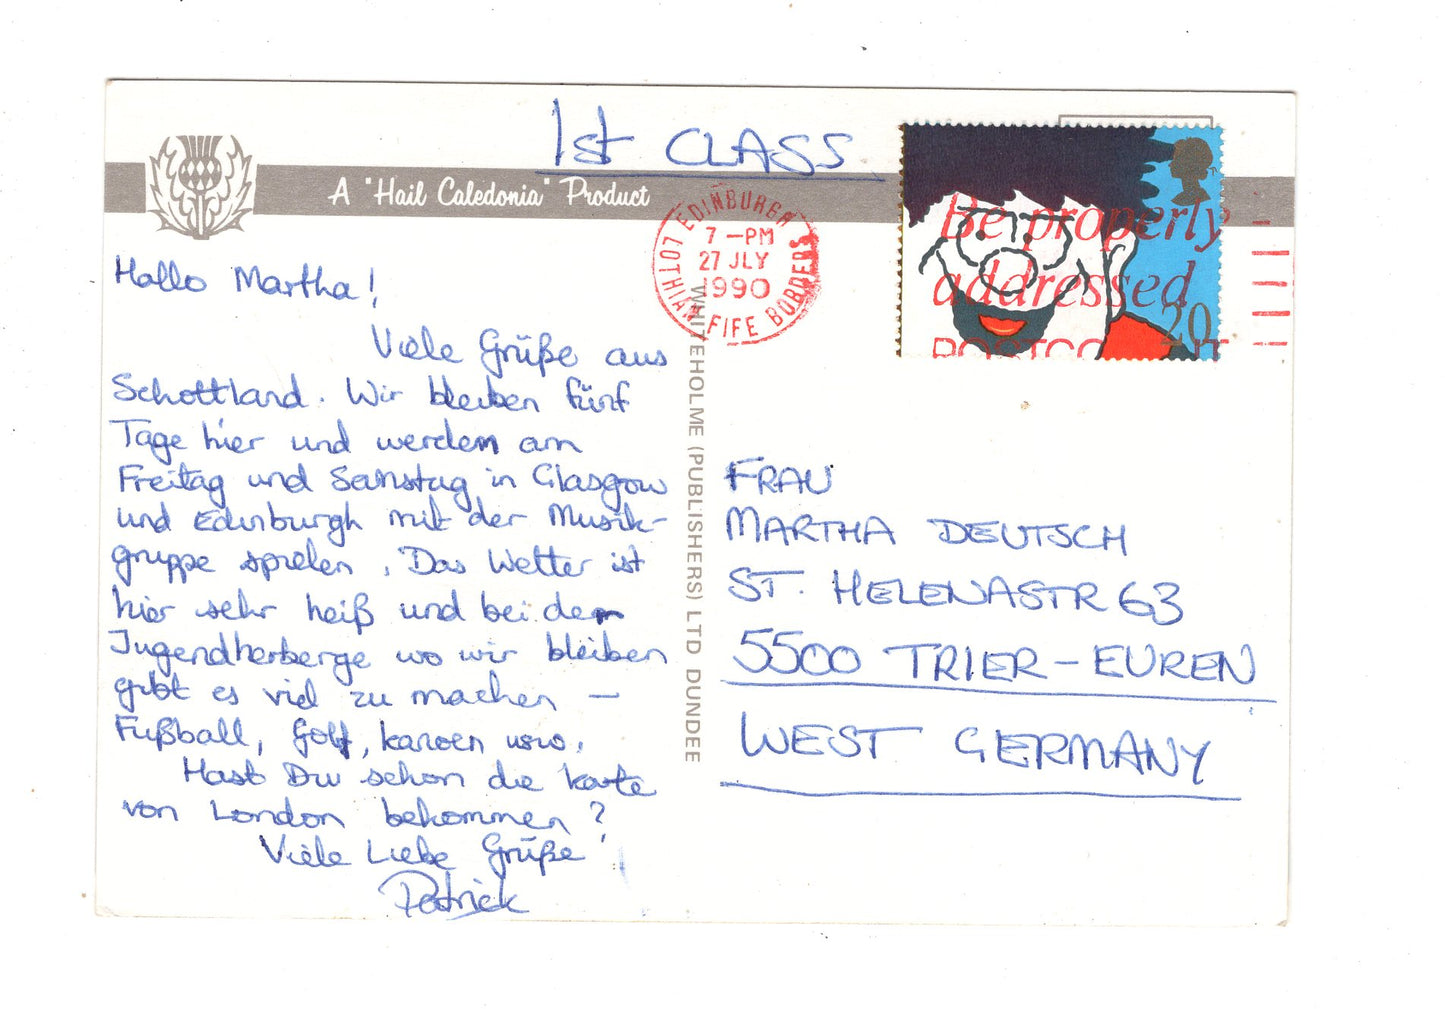 1st CLASS
A "Hail Caledonia" Product
EDINBURGH
7 -PM
27 JLY
1990
LOTHIAN FIFE BORDERS
Be properly
addressed
POSTCO
20
Hallo Martha!
Viele Grüße aus
Schottland. Wir bleiben fünf
Tage hier und werden am
Freitag und Samstag in Glasgow
und Edinburgh mit der Musik-
gruppe spielen. Das Wetter ist
hier sehr heiß und bei der
Jugendherberge wo wir bleiben
gibt es viel zu machen —
Fußball, Golf, kanoen usw.
Hast Du schon die Karte
von London bekommen?
Viele Liebe Grüße
Patrick
WHITEHOLME (PUBLISHERS) LTD DUNDEE
FRAU
MARTHA DEUTSCH
ST. HELENASTR 63
5500 TRIER-EUREN
WEST GERMANY